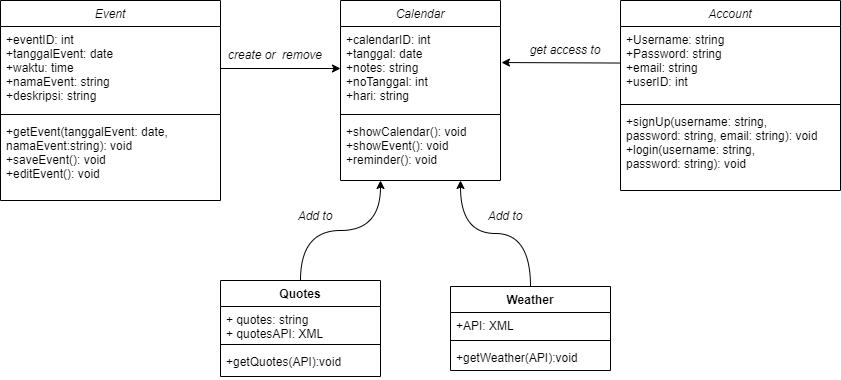 Event
+eventID: int
+tanggalEvent: date
+waktu: time
+namaEvent: string
+deskripsi: string
+getEvent(tanggalEvent: date,
namaEvent:string): void
+saveEvent(): void
+editEvent(): void
create or  remove
Calendar
+calendarID: int
+tanggal: date
+notes: string
+noTanggal: int
+hari: string
+showCalendar(): void
+showEvent(): void
+reminder(): void
get access to
Account
+Username: string
+Password: string
+email: string
+userID: int
+signUp(username: string,
password: string, email: string): void
+login(username: string,
password: string): void
Add to
Add to
Quotes
+ quotes: string
+ quotesAPI: XML
+getQuotes(API):void
Weather
+API: XML
+getWeather(API):void